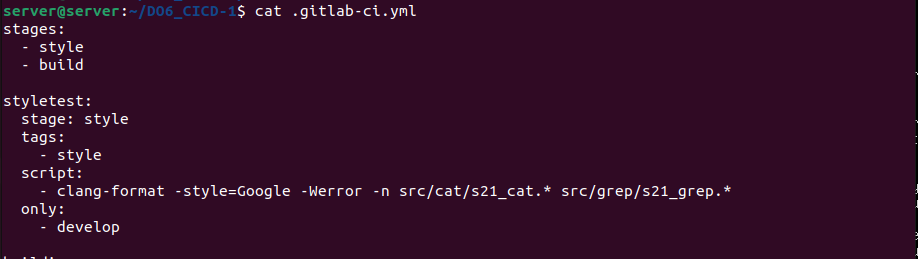 server@server:~/DO6_CICD-1$ cat .gitlab-ci.yml
stages:
  - style
  - build

styletest:
  stage: style
  tags:
    - style
  script:
    - clang-format -style=Google -Werror -n src/cat/s21_cat.* src/grep/s21_grep.*
  only:
    - develop